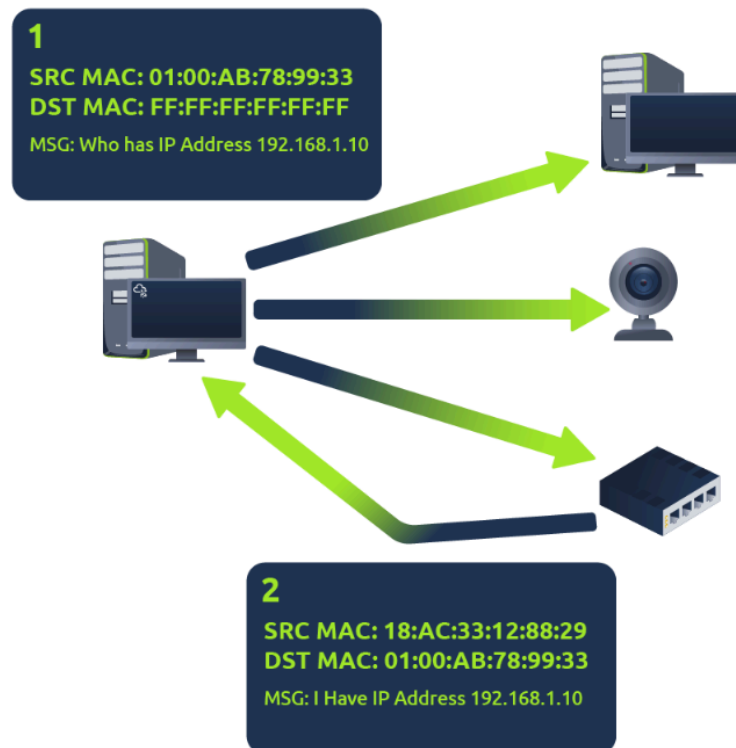 1
SRC MAC: 01:00:AB:78:99:33
DST MAC: FF:FF:FF:FF:FF:FF
MSG: Who has IP Address 192.168.1.10
2
SRC MAC: 18:AC:33:12:88:29
DST MAC: 01:00:AB:78:99:33
MSG: I Have IP Address 192.168.1.10